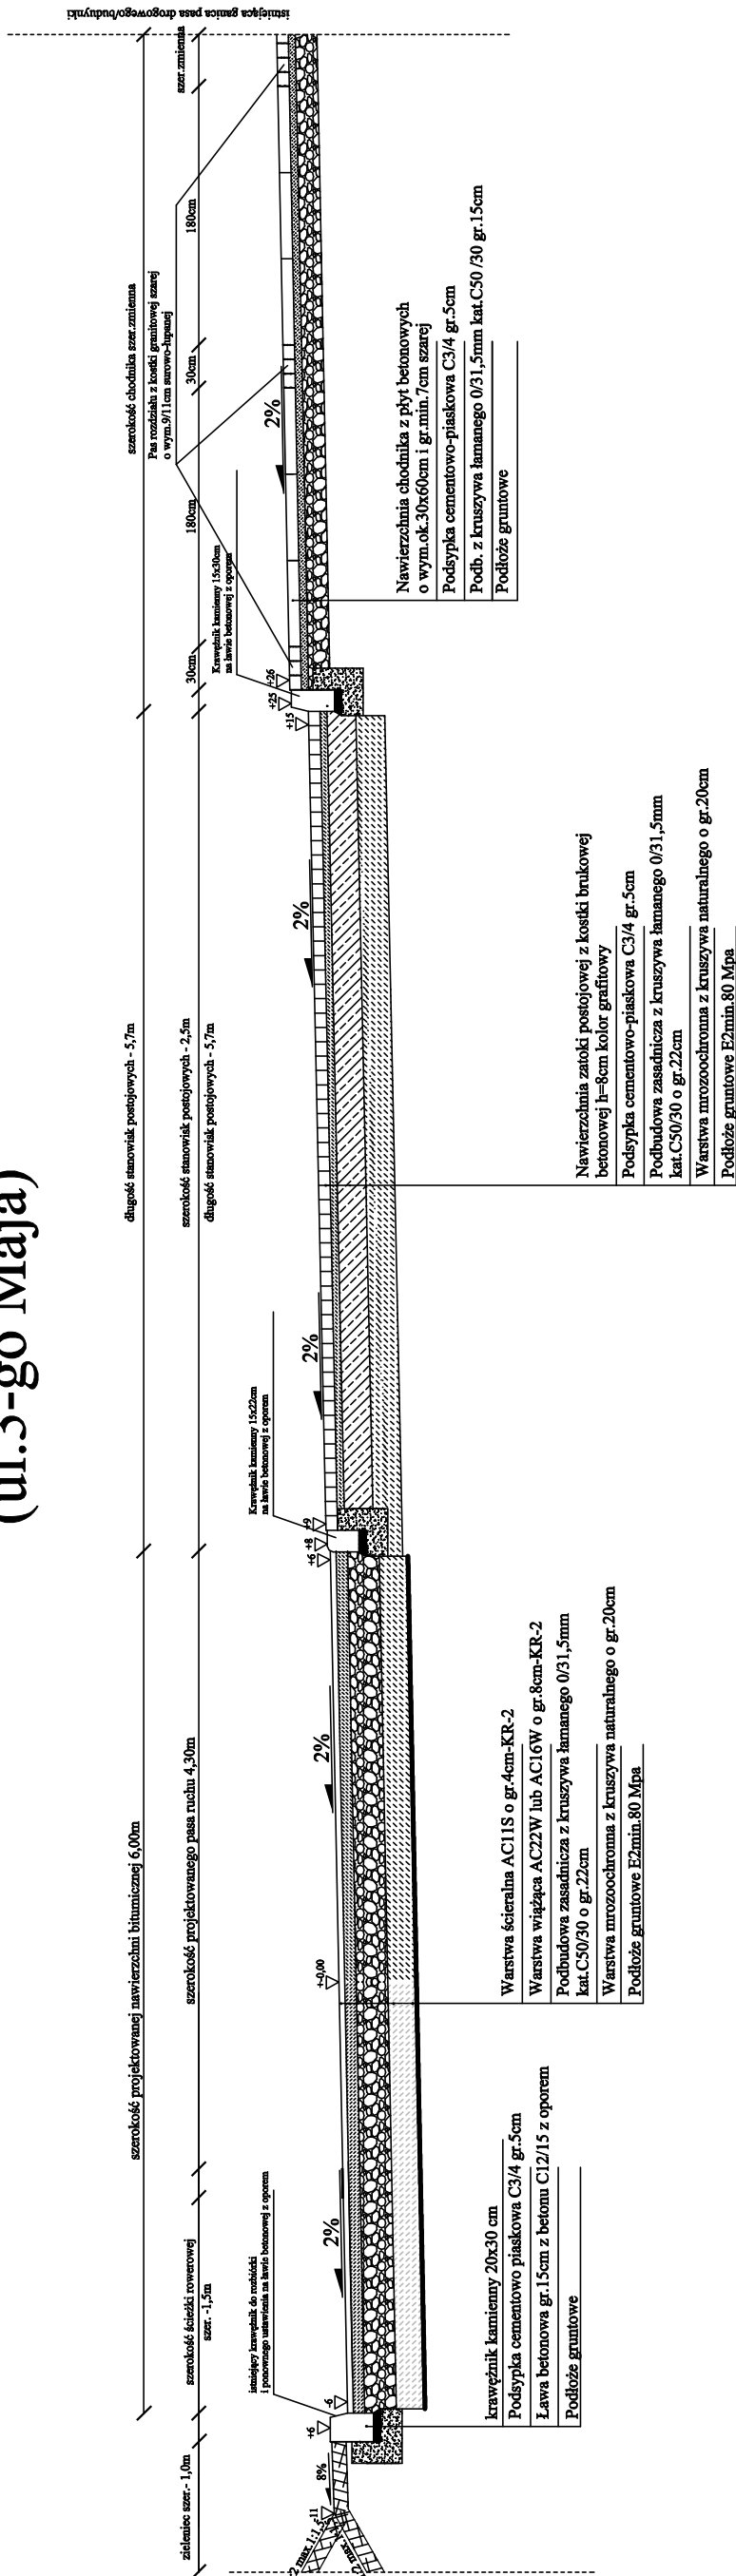 (ul.3-go Maja)
zieleniec szer.- 1,0m
szerokość ścieżki rowerowej
szer. -1,5m
szerokość projektowanej nawierzchni bitumicznej 6,00m
szerokość projektowanego pasa ruchu 4,30m
długość stanowisk postojowych - 5,7m
szerokość stanowisk postojowych - 2,5m
długość stanowisk postojowych - 5,7m
szerokość chodnika szer.zmienna
30cm
180cm
30cm
180cm
szer.zmienna
istniejąca ganica pasa drogowego/buduynki
Pas rozdziału z kostki granitowej szarej
o wym.9/11cm surowo-łupanej
istniejący krawężnik do rozbiórki
i ponownego ustawienia na ławie betonowej z oporem
Krawężnik kamienny 15x22cm
na ławie betonowej z oporem
Krawężnik kamienny 15x30cm
na ławie betonowej z oporem
max. 1:1,5
max.
-11
8%
+6
-6
2%
+-0,00
2%
+6
+8
+9
2%
2%
+15
+25
+26
2%
krawężnik kamienny 20x30 cm
Podsypka cementowo piaskowa C3/4 gr.5cm
Ława betonowa gr.15cm z betonu C12/15 z oporem
Podłoże gruntowe
Warstwa ścieralna AC11S o gr.4cm-KR-2
Warstwa wiążąca AC22W lub AC16W o gr.8cm-KR-2
Podbudowa zasadnicza z kruszywa łamanego 0/31,5mm
kat.C50/30 o gr.22cm
Warstwa mrozoochronna z kruszywa naturalnego o gr.20cm
Podłoże gruntowe E2min.80 Mpa
Nawierzchnia zatoki postojowej z kostki brukowej
betonowej h=8cm kolor grafitowy
Podsypka cementowo-piaskowa C3/4 gr.5cm
Podbudowa zasadnicza z kruszywa łamanego 0/31,5mm
kat.C50/30 o gr.22cm
Warstwa mrozoochronna z kruszywa naturalnego o gr.20cm
Podłoże gruntowe E2min.80 Mpa
Nawierzchnia chodnika z płyt betonowych
o wym.ok.30x60cm i gr.min.7cm szarej
Podsypka cementowo-piaskowa C3/4 gr.5cm
Podb. z kruszywa łamanego 0/31,5mm kat.C50 /30 gr.15cm
Podłoże gruntowe